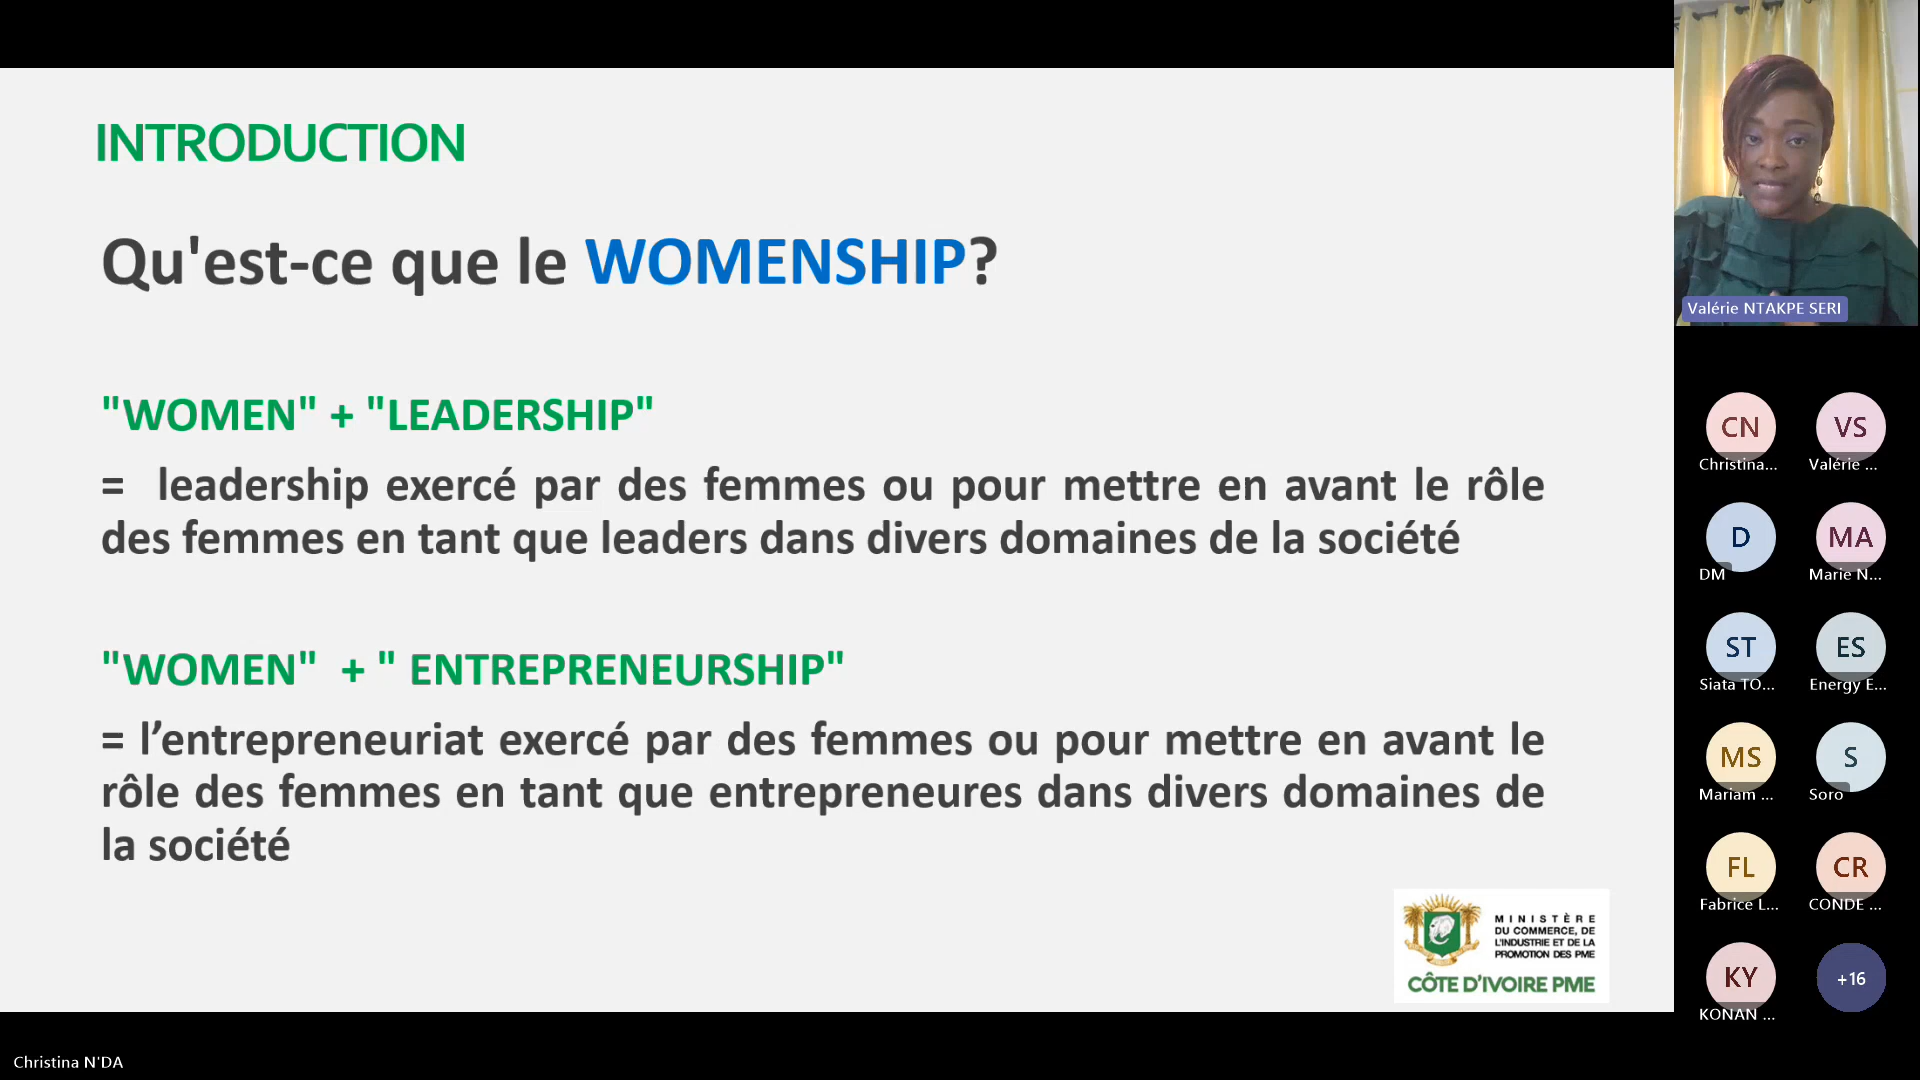 INTRODUCTION
Qu'est-ce que le WOMENSHIP?
"WOMEN" + "LEADERSHIP"
= leadership exercé par des femmes ou pour mettre en avant le rôle
des femmes en tant que leaders dans divers domaines de la société
"WOMEN" + " ENTREPRENEURSHIP"
= l’entrepreneuriat exercé par des femmes ou pour mettre en avant le
rôle des femmes en tant que entrepreneures dans divers domaines de
la société
MINISTÈRE
DU COMMERCE, DE
L'INDUSTRIE ET DE LA
PROMOTION DES PME
CÔTE D'IVOIRE PME
Valérie NTAKPE SERI
CN
Christina...
VS
Valérie ...
D
DM
MA
Marie N...
ST
Siata TO...
ES
Energy E...
MS
Mariam ...
S
Soro
FL
Fabrice L...
CR
CONDE ...
KY
KONAN ...
+16
Christina N'DA